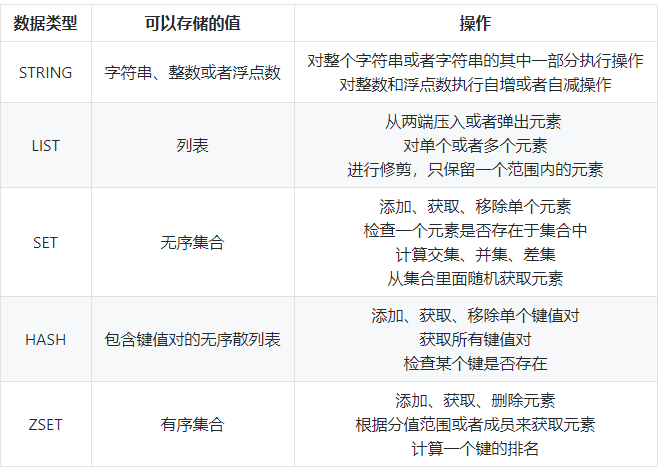 数据类型 可以存储的值 操作
STRING 字符串、整数或者浮点数 对整个字符串或者字符串的其中一部分执行操作
对整数和浮点数执行自增或者自减操作
LIST 列表 从两端压入或者弹出元素
对单个或者多个元素
进行修剪，只保留一个范围内的元素
SET 无序集合 添加、获取、移除单个元素
检查一个元素是否存在于集合中
计算交集、并集、差集
从集合里面随机获取元素
HASH 包含键值对的无序散列表 添加、获取、移除单个键值对
获取所有键值对
检查某个键是否存在
ZSET 有序集合 添加、获取、删除元素
根据分值范围或者成员来获取元素
计算一个键的排名